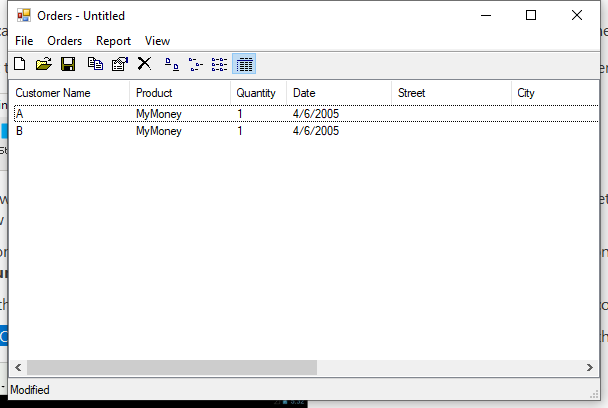 Orders - Untitled
File Orders Report View
Customer Name Product Quantity Date Street City
A MyMoney 1 4/6/2005
B MyMoney 1 4/6/2005
Modified